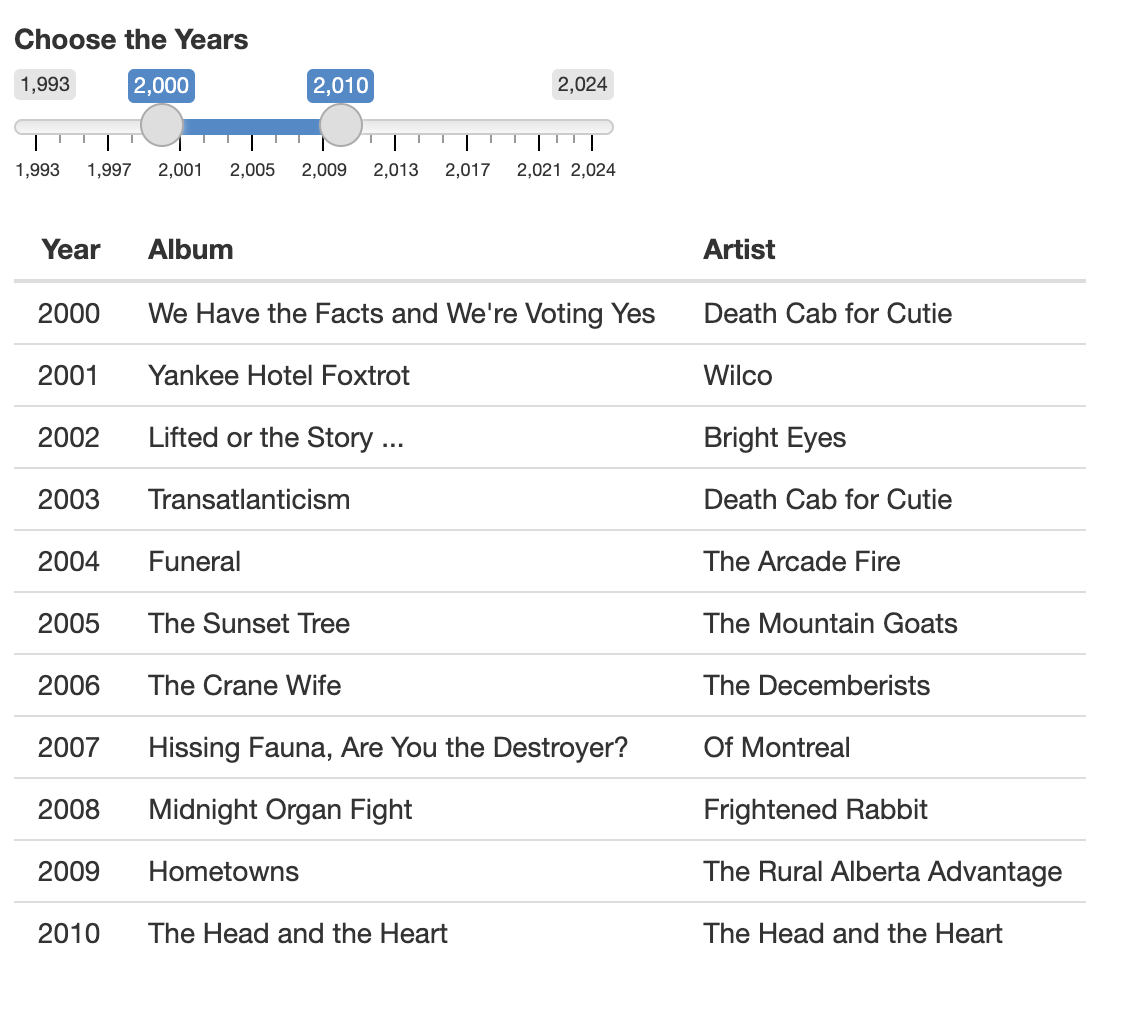 Choose the Years
1,993 2,000 2,010 2,024
1,993 1,997 2,001 2,005 2,009 2,013 2,017 2,021 2,024
Year Album Artist
2000 We Have the Facts and We're Voting Yes Death Cab for Cutie
2001 Yankee Hotel Foxtrot Wilco
2002 Lifted or the Story ... Bright Eyes
2003 Transatlanticism Death Cab for Cutie
2004 Funeral The Arcade Fire
2005 The Sunset Tree The Mountain Goats
2006 The Crane Wife The Decemberists
2007 Hissing Fauna, Are You the Destroyer? Of Montreal
2008 Midnight Organ Fight Frightened Rabbit
2009 Hometowns The Rural Alberta Advantage
2010 The Head and the Heart The Head and the Heart